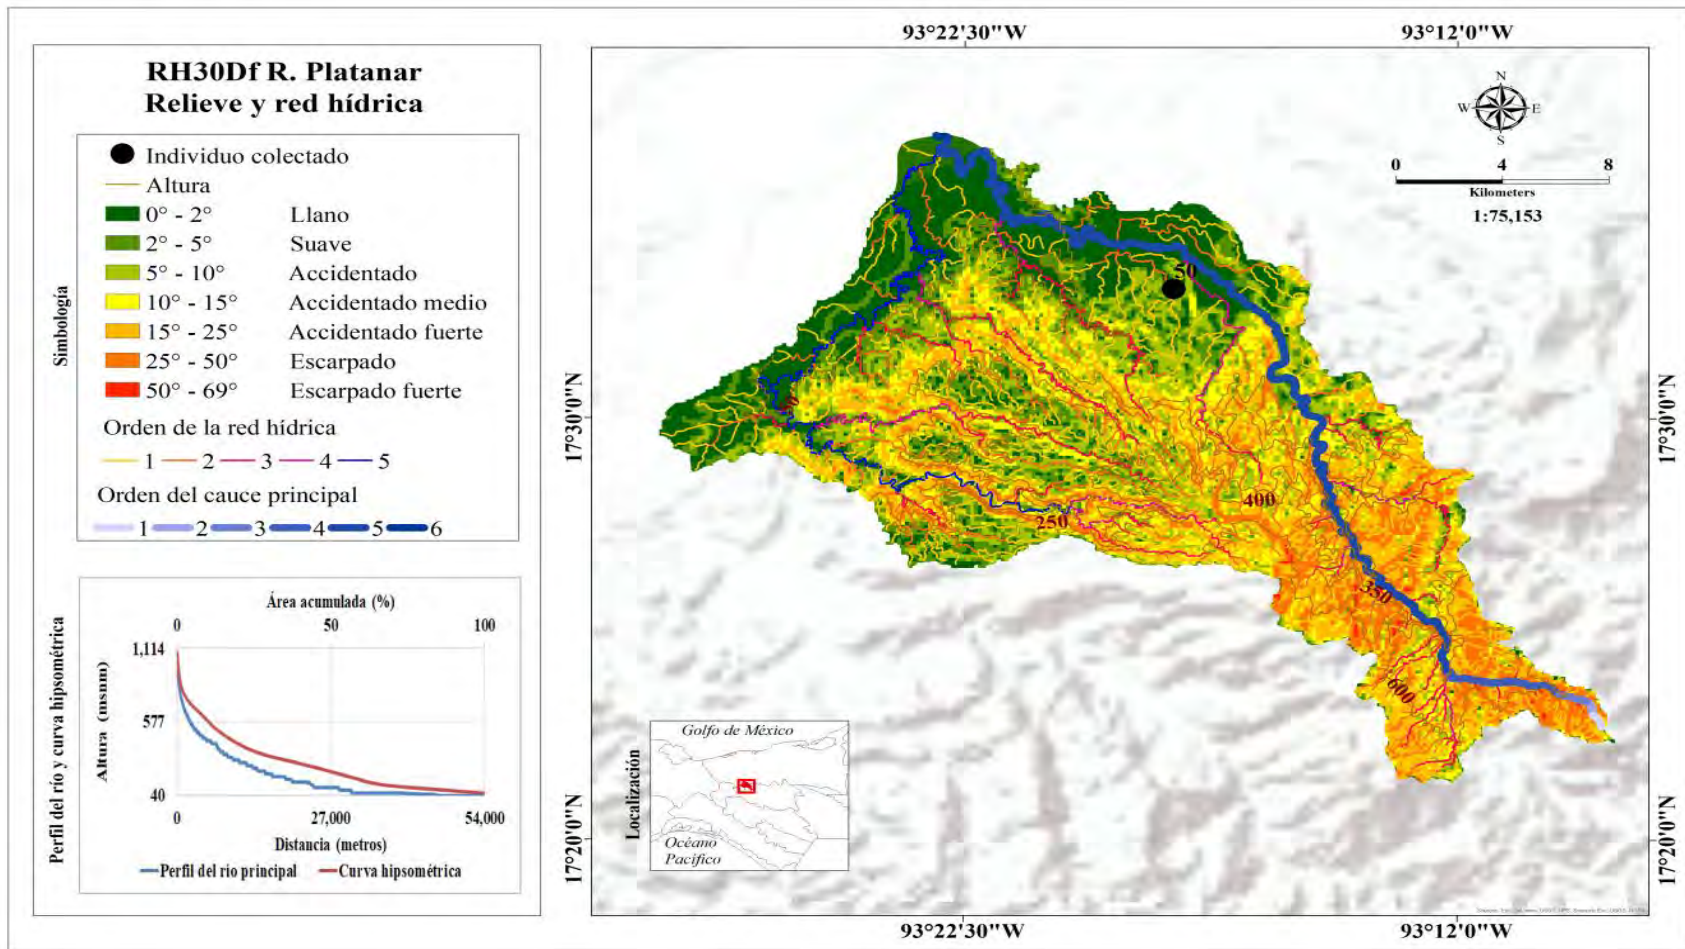 RH30Df R. Platanar
Relieve y red hídrica
Simbología
Individuo colectado
Altura
0° - 2° Llano
2° - 5° Suave
5° - 10° Accidentado
10° - 15° Accidentado medio
15° - 25° Accidentado fuerte
25° - 50° Escarpado
50° - 69° Escarpado fuerte
Orden de la red hídrica
1 2 3 4 5
Orden del cauce principal
1 2 3 4 5 6
Perfil del río y curva hipsométrica
Área acumulada (%)
0 50 100
Altura (msnm)
1,114
577
40
0 27,000 54,000
Distancia (metros)
Perfil del rio principal Curva hipsométrica
93°22'30"W 93°12'0"W
N
W E
S
0 4 8
Kilometers
1:75,153
50
17°30'0"N 17°30'0"N
400
250
350
600
Localización
Golfo de México
Océano
Pacífico
17°20'0"N 17°20'0"N
93°22'30"W 93°12'0"W